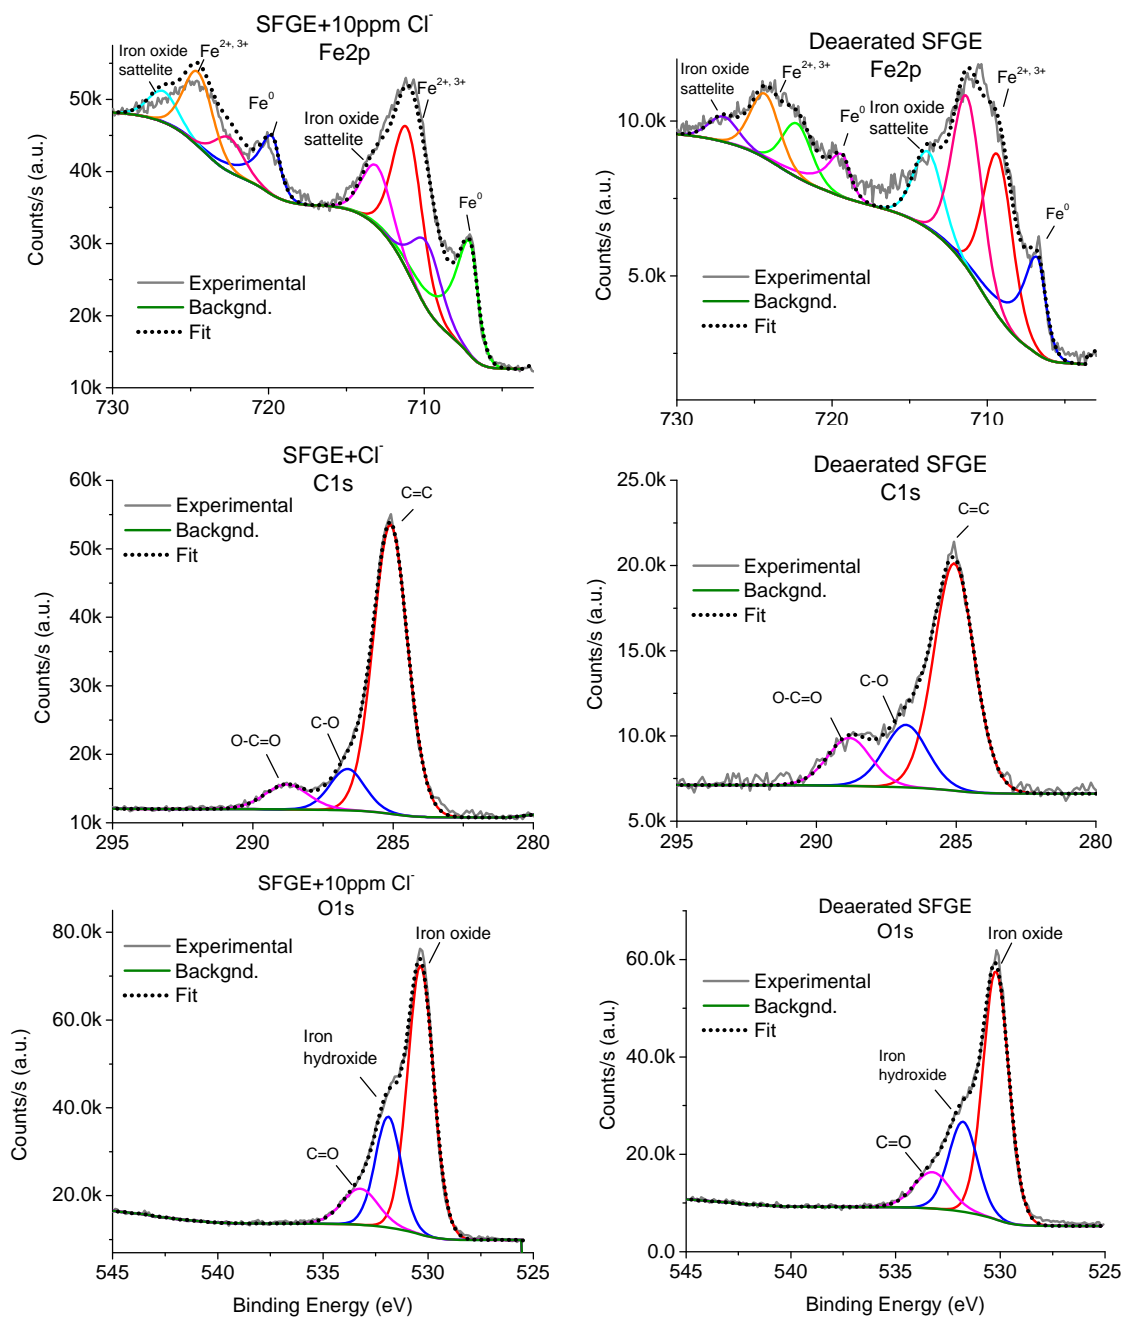 SFGE+10ppm Cl⁻
Fe2p
Iron oxide
sattelite
Fe²⁺,³⁺
Fe⁰
Iron oxide
sattelite
Fe²⁺,³⁺
Fe⁰
Experimental
Backgnd.
Fit
Counts/s (a.u.)
50k
40k
30k
20k
10k
730
720
710
Deaerated SFGE
Fe2p
Iron oxide
sattelite
Fe²⁺,³⁺
Fe⁰
Iron oxide
sattelite
Fe²⁺,³⁺
Fe⁰
Experimental
Backgnd.
Fit
Counts/s (a.u.)
10.0k
5.0k
730
720
710
SFGE+Cl⁻
C1s
Experimental
Backgnd.
Fit
C=C
C-O
O-C=O
Counts/s (a.u.)
60k
50k
40k
30k
20k
10k
295
290
285
280
Deaerated SFGE
C1s
Experimental
Backgnd.
Fit
C=C
C-O
O-C=O
Counts/s (a.u.)
25.0k
20.0k
15.0k
10.0k
5.0k
295
290
285
280
SFGE+10ppm Cl⁻
O1s
Experimental
Backgnd.
Fit
Iron oxide
Iron
hydroxide
C=O
Counts/s (a.u.)
80.0k
60.0k
40.0k
20.0k
545
540
535
530
525
Binding Energy (eV)
Deaerated SFGE
O1s
Iron oxide
Experimental
Backgnd.
Fit
Iron
hydroxide
C=O
Counts/s (a.u.)
60.0k
40.0k
20.0k
0.0
545
540
535
530
525
Binding Energy (eV)